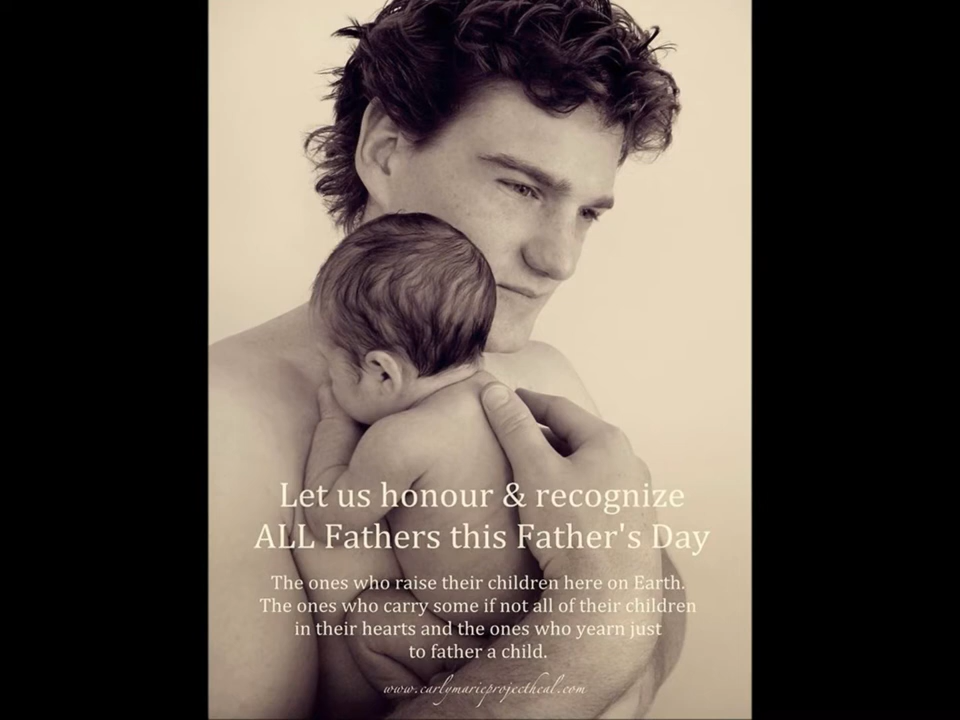 Let us honour & recognize
ALL Fathers this Father's Day
The ones who raise their children here on Earth.
The ones who carry some if not all of their children
in their hearts and the ones who yearn just
to father a child.
www.carlymarieprojectheal.com